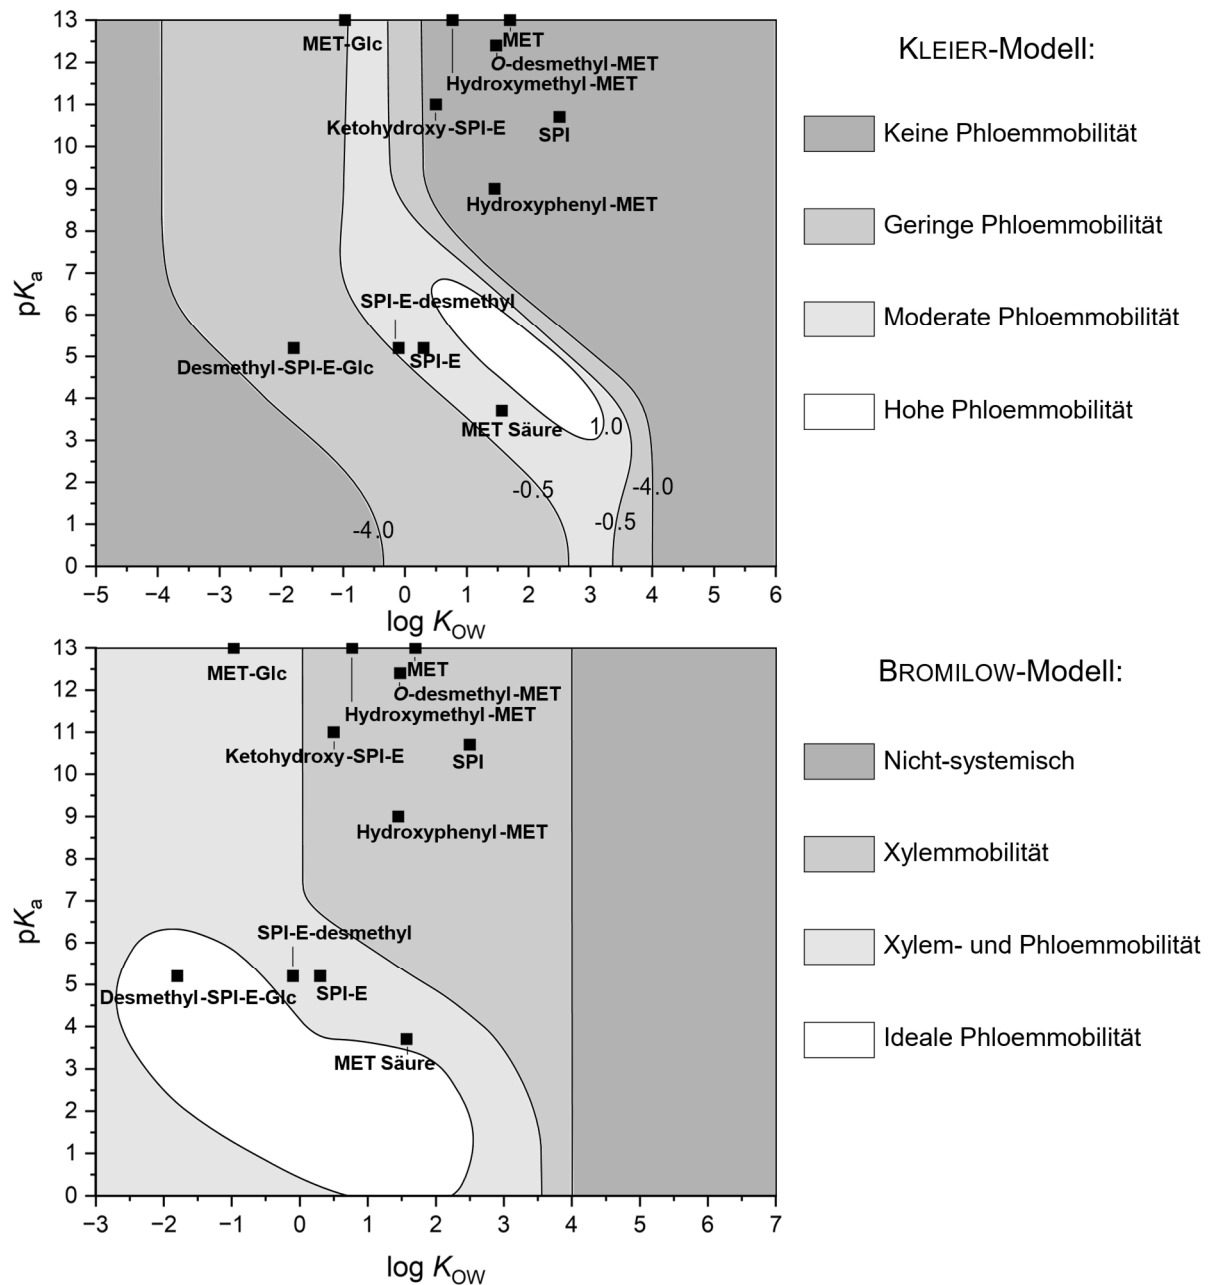 13
12
11
10
9
8
7
6
5
4
3
2
1
0
pKa
MET-Glc
MET
O-desmethyl-MET
Hydroxymethyl-MET
Ketohydroxy-SPI-E
SPI
Hydroxyphenyl-MET
SPI-E-desmethyl
SPI-E
Desmethyl-SPI-E-Glc
MET Säure
1.0
-0.5
-4.0
-0.5
-4.0
−5 −4 −3 −2 −1 0 1 2 3 4 5 6
log KOW
KLEIER-Modell:
Keine Phloemmobilität
Geringe Phloemmobilität
Moderate Phloemmobilität
Hohe Phloemmobilität
13
12
11
10
9
8
7
6
5
4
3
2
1
0
pKa
MET-Glc
MET
O-desmethyl-MET
Hydroxymethyl-MET
Ketohydroxy-SPI-E
SPI
Hydroxyphenyl-MET
SPI-E-desmethyl
SPI-E
Desmethyl-SPI-E-Glc
MET Säure
−3 −2 −1 0 1 2 3 4 5 6 7
log KOW
BROMILOW-Modell:
Nicht-systemisch
Xylemmobilität
Xylem- und Phloemmobilität
Ideale Phloemmobilität